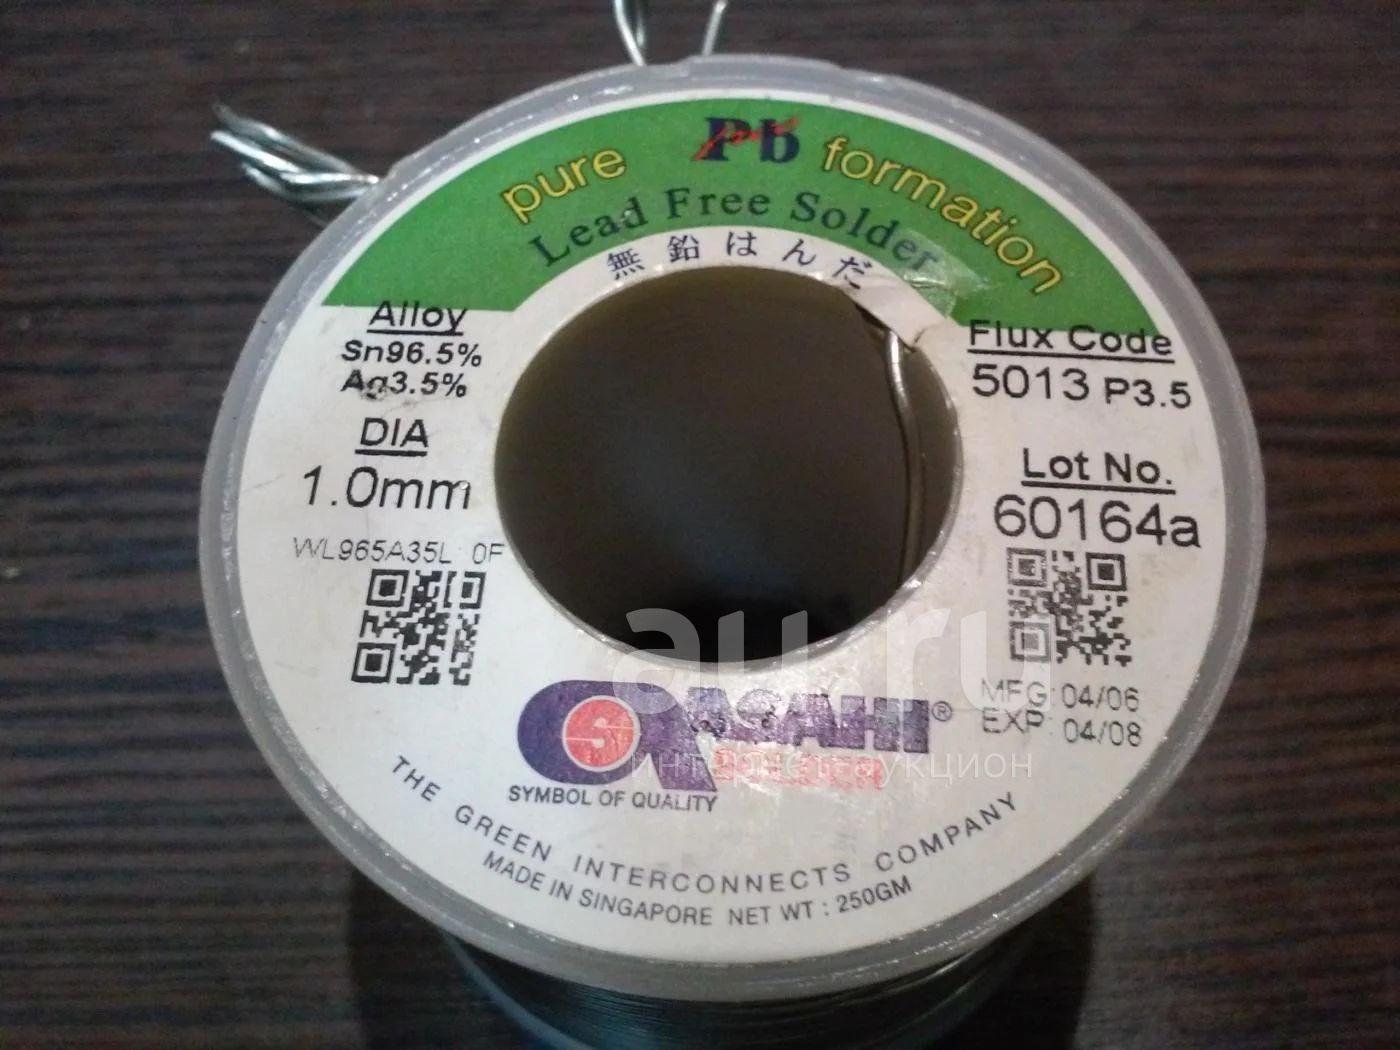 pure Pb formation
Lead Free Solder
無鉛はんだ
Alloy
Sn96.5%
Ag3.5%
DIA
1.0mm
WL965A35L 0F
Flux Code
5013 P3.5
Lot No.
60164a
MFG: 04/06
EXP: 04/08
ASAHI®
SOLDER
SYMBOL OF QUALITY
THE GREEN INTERCONNECTS COMPANY
MADE IN SINGAPORE NET WT : 250GM
au.ru
интернет-аукцион